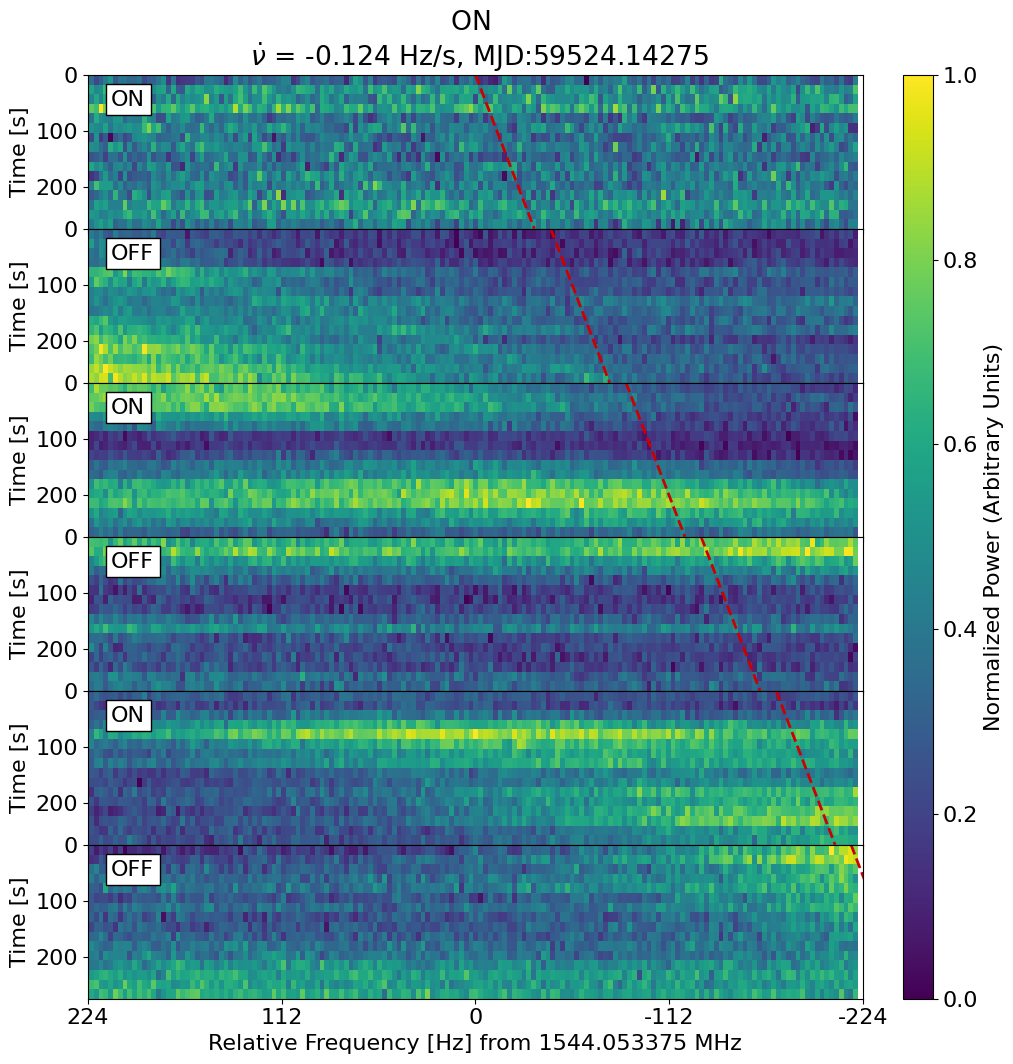 ON
ν̇ = -0.124 Hz/s, MJD:59524.14275
0
ON
100
200
Time [s]
0
OFF
100
200
Time [s]
0
ON
100
200
Time [s]
0
OFF
100
200
Time [s]
0
ON
100
200
Time [s]
0
OFF
100
200
Time [s]
224 112 0 -112 -224
Relative Frequency [Hz] from 1544.053375 MHz
1.0
0.8
0.6
0.4
0.2
0.0
Normalized Power (Arbitrary Units)